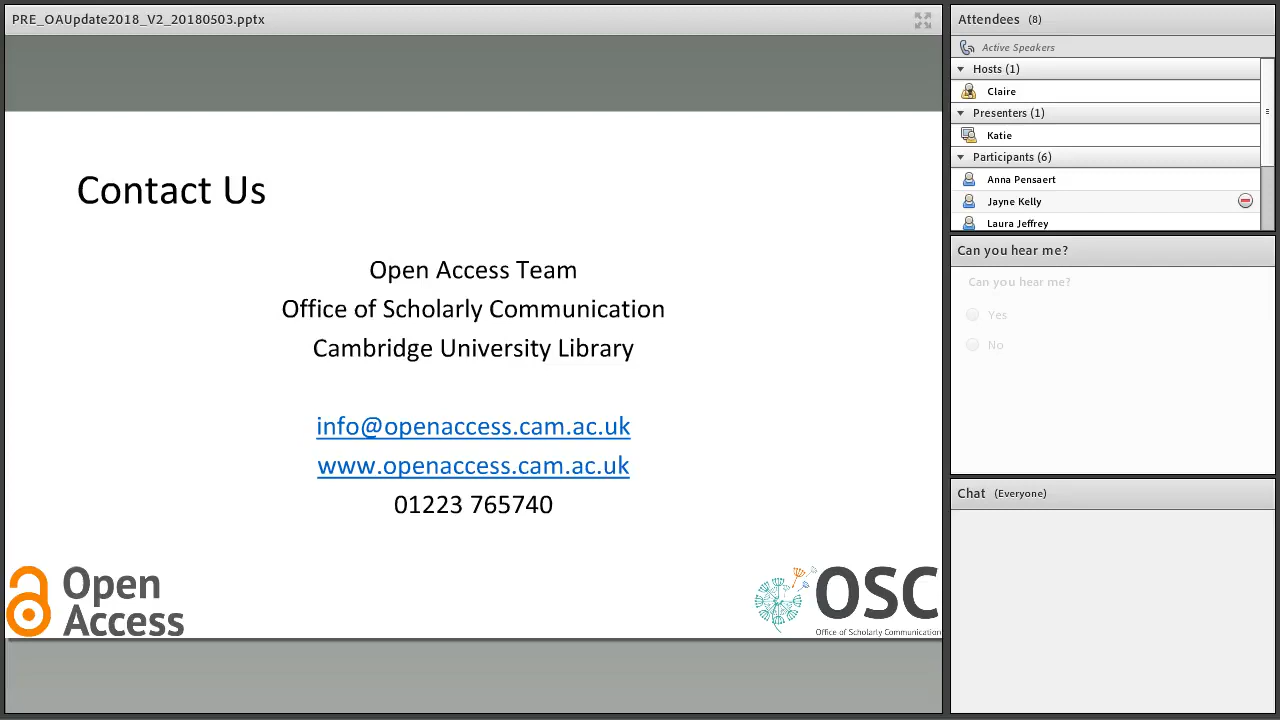 PRE_OAUpdate2018_V2_20180503.pptx
Contact Us
Open Access Team
Office of Scholarly Communication
Cambridge University Library
info@openaccess.cam.ac.uk
www.openaccess.cam.ac.uk
01223 765740
Open
Access
OSC
Office of Scholarly Communication
Attendees (8)
Active Speakers
Hosts (1)
Claire
Presenters (1)
Katie
Participants (6)
Anna Pensaert
Jayne Kelly
Laura Jeffrey
Can you hear me?
Can you hear me?
Yes
No
Chat (Everyone)